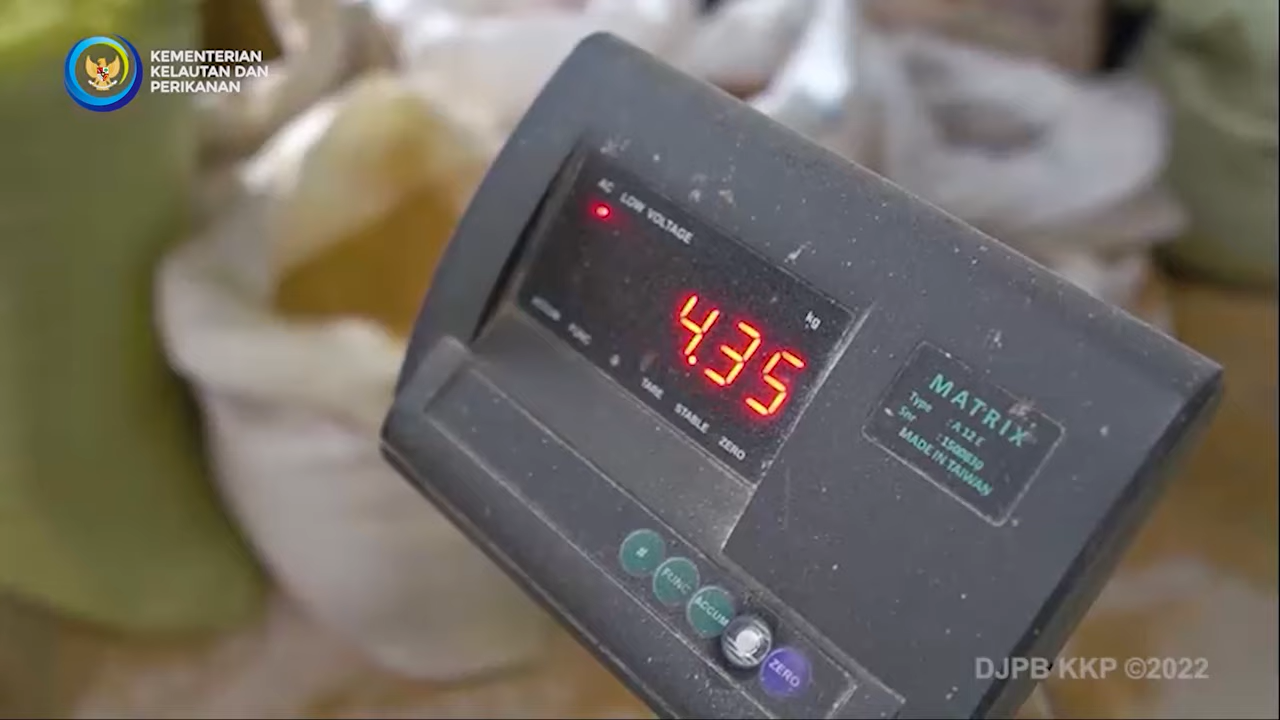 KEMENTERIAN
KELAUTAN DAN
PERIKANAN
AC LOW VOLTAGE
kg
4.35
TARE STABLE ZERO
MATRIX
Type : A 12 E
MADE IN TAIWAN
# FUNC ACCUM ZERO
DJPB KKP ©2022